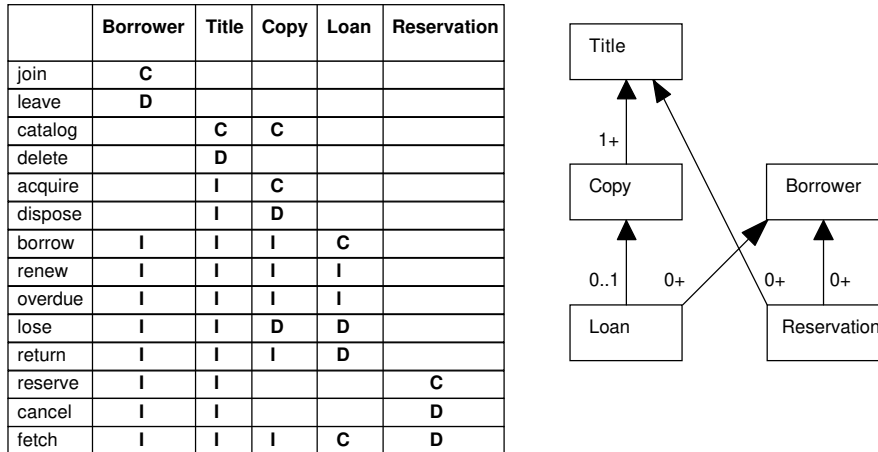 Borrower Title Copy Loan Reservation
join C
leave D
catalog C C
delete D
acquire I C
dispose I D
borrow I I I C
renew I I I I
overdue I I I I
lose I I D D
return I I I D
reserve I I C
cancel I I D
fetch I I I C D
Title
1+
Copy Borrower
0..1 0+ 0+ 0+
Loan Reservation